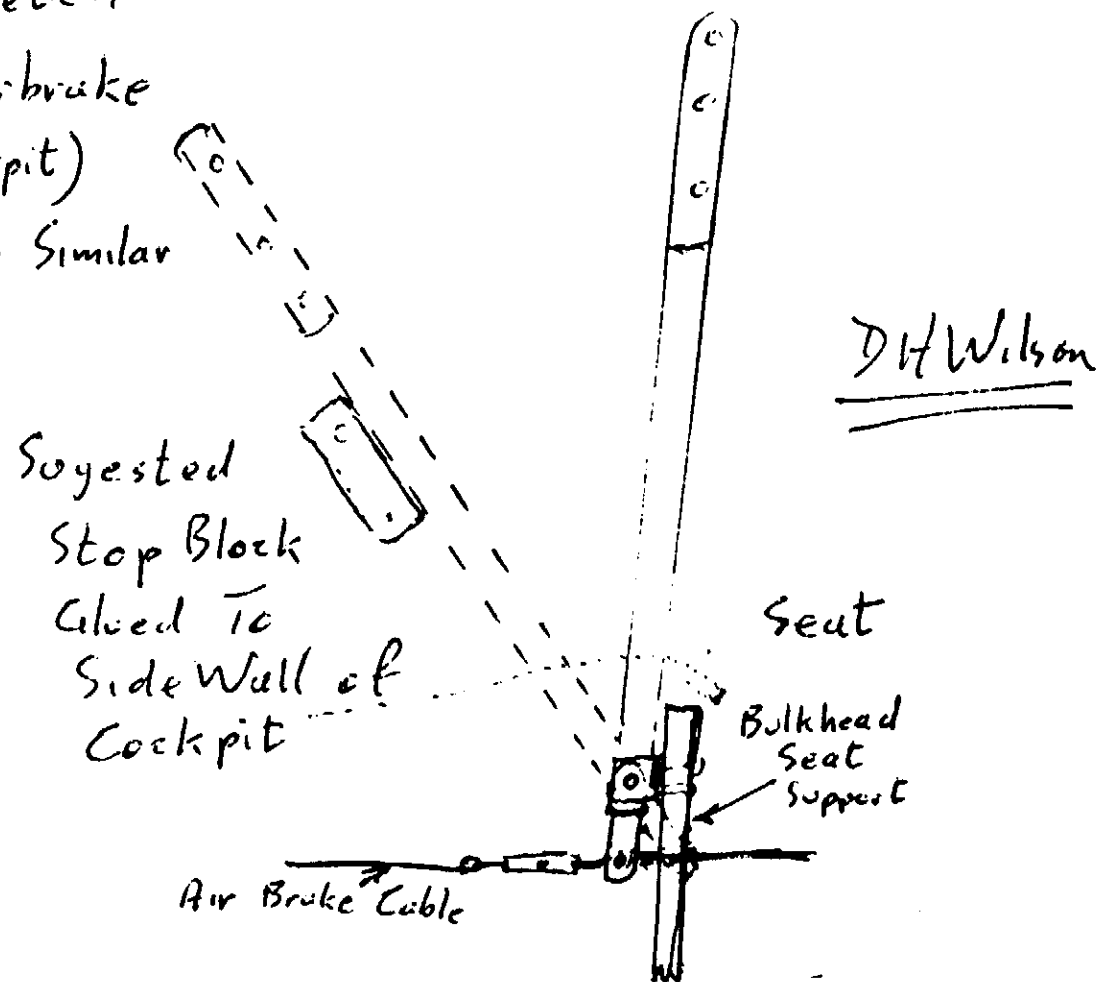 brake
pit)
Similar
DHWilson
Sugested
Stop Block
Glued To
Side Wall of
Cockpit
Seat
Bulkhead
Seat
Support
Air Brake Cable